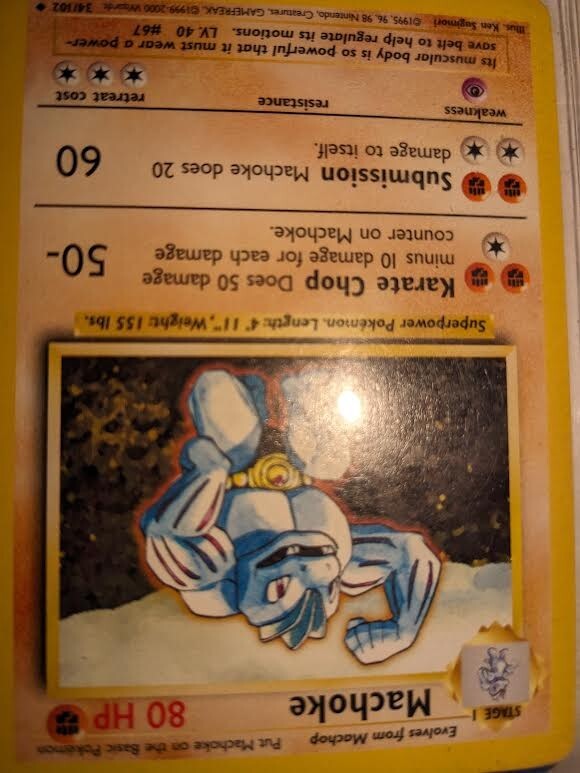 Evolves from Machop
Put Machoke on the Basic Pokémon
STAGE 1
Machoke
80 HP
Superpower Pokémon. Length: 4' 11", Weight: 155 lbs.
Karate Chop Does 50 damage
minus 10 damage for each damage
counter on Machoke.
50-
Submission Machoke does 20
damage to itself.
60
weakness
resistance
retreat cost
Its muscular body is so powerful that it must wear a power-
save belt to help regulate its motions. LV. 40 #67
Illus. Ken Sugimori
©1995, 96, 98 Nintendo, Creatures, GAMEFREAK. ©1999-2000 Wizards.
34/102